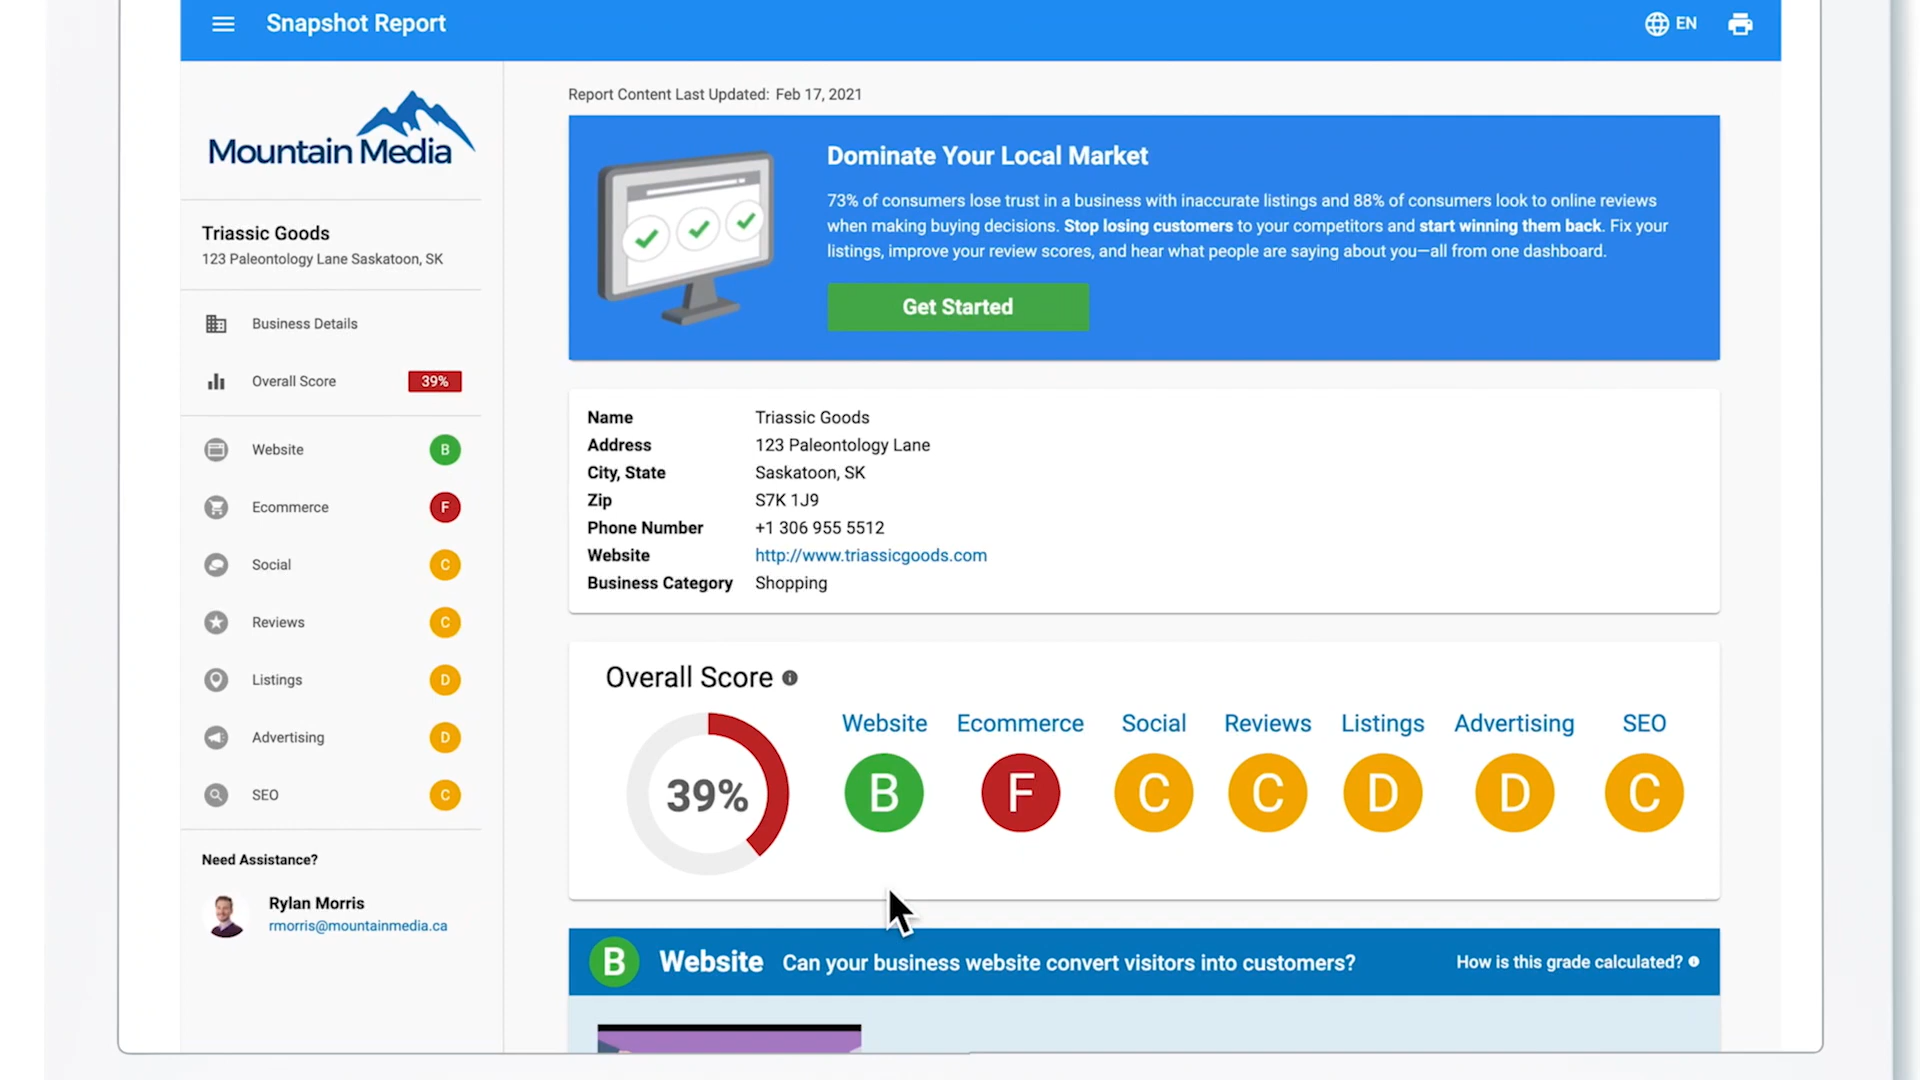 Snapshot Report
EN
Mountain Media
Triassic Goods
123 Paleontology Lane Saskatoon, SK
Business Details
Overall Score 39%
Website B
Ecommerce F
Social C
Reviews C
Listings D
Advertising D
SEO C
Need Assistance?
Rylan Morris
rmorris@mountainmedia.ca
Report Content Last Updated: Feb 17, 2021
Dominate Your Local Market
73% of consumers lose trust in a business with inaccurate listings and 88% of consumers look to online reviews
when making buying decisions. Stop losing customers to your competitors and start winning them back. Fix your
listings, improve your review scores, and hear what people are saying about you—all from one dashboard.
Get Started
Name Triassic Goods
Address 123 Paleontology Lane
City, State Saskatoon, SK
Zip S7K 1J9
Phone Number +1 306 955 5512
Website http://www.triassicgoods.com
Business Category Shopping
Overall Score
Website Ecommerce Social Reviews Listings Advertising SEO
39% B F C C D D C
B Website Can your business website convert visitors into customers? How is this grade calculated?